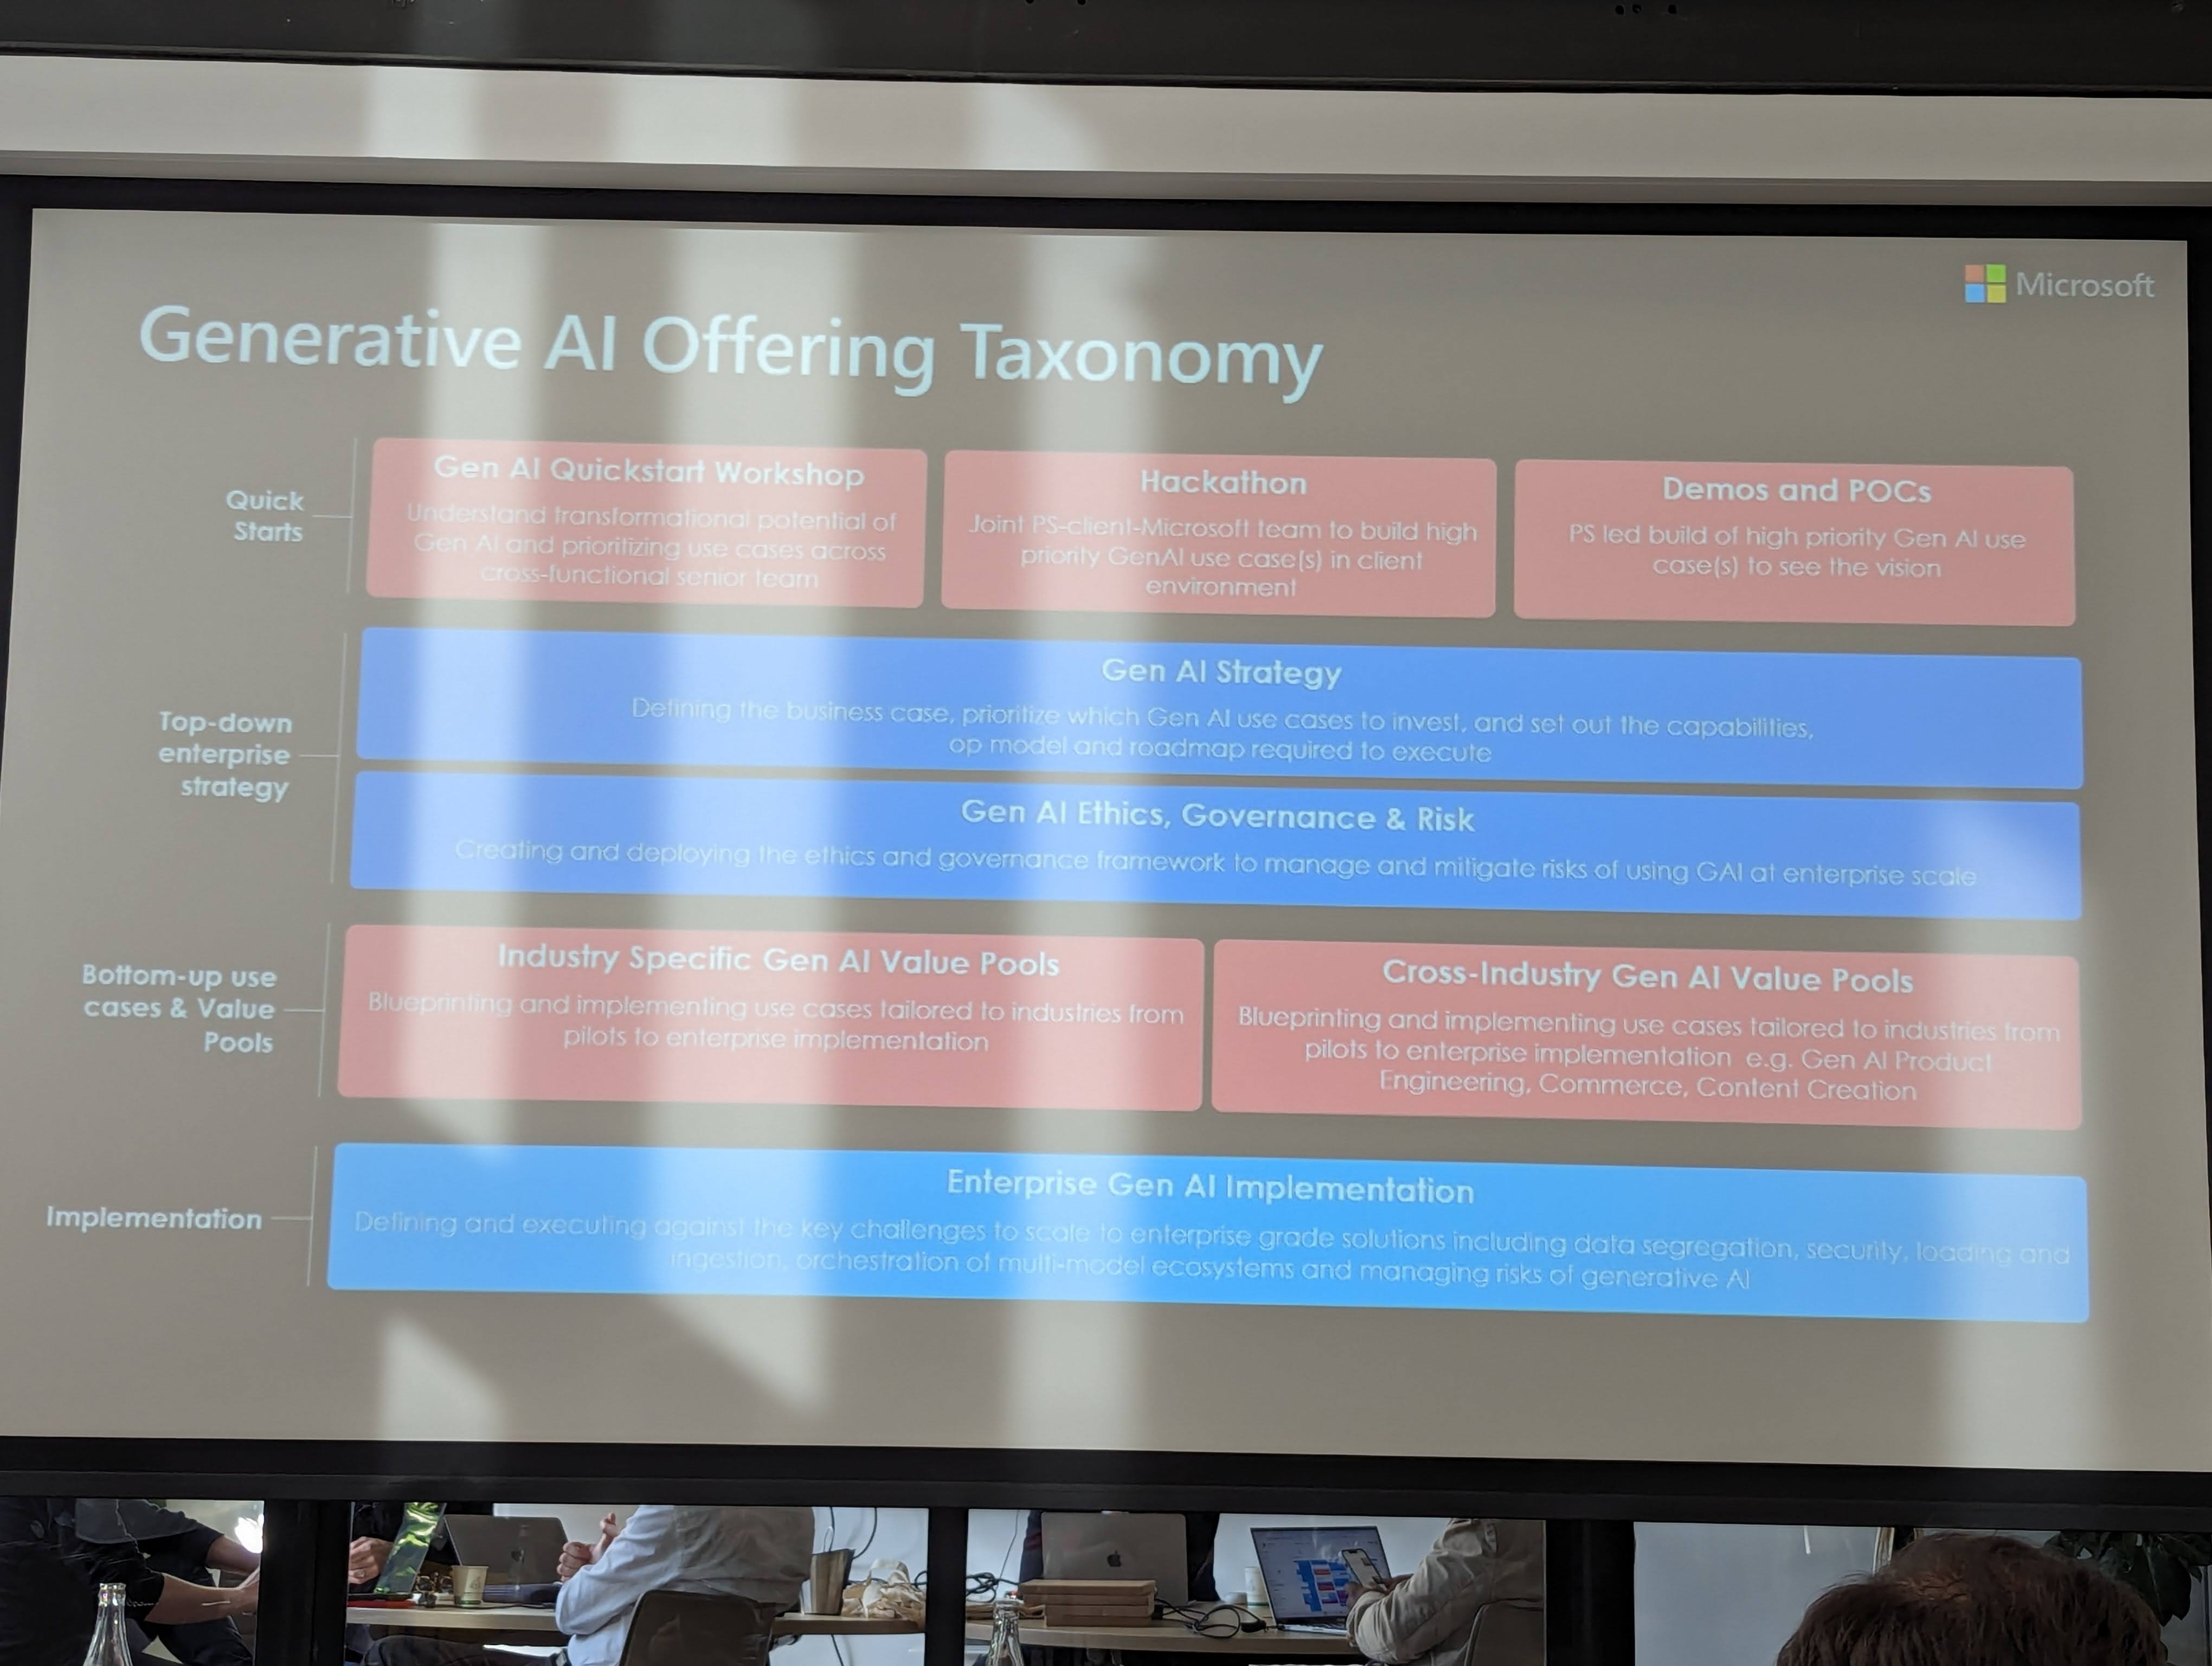 Microsoft
Generative AI Offering Taxonomy
Quick
Starts
Gen AI Quickstart Workshop
Understand transformational potential of
Gen AI and prioritizing use cases across
cross-functional senior team
Hackathon
Joint PS-client-Microsoft team to build high
priority GenAI use case(s) in client
environment
Demos and POCs
PS led build of high priority Gen AI use
case(s) to see the vision
Top-down
enterprise
strategy
Gen AI Strategy
Defining the business case, prioritize which Gen AI use cases to invest, and set out the capabilities,
op model and roadmap required to execute
Gen AI Ethics, Governance & Risk
Creating and deploying the ethics and governance framework to manage and mitigate risks of using GAI at enterprise scale
Bottom-up use
cases & Value
Pools
Industry Specific Gen AI Value Pools
Blueprinting and implementing use cases tailored to industries from
pilots to enterprise implementation
Cross-Industry Gen AI Value Pools
Blueprinting and implementing use cases tailored to industries from
pilots to enterprise implementation e.g. Gen AI Product
Engineering, Commerce, Content Creation
Implementation
Enterprise Gen AI Implementation
Defining and executing against the key challenges to scale to enterprise grade solutions including data segregation, security, loading and
ingestion, orchestration of multi-model ecosystems and managing risks of generative AI